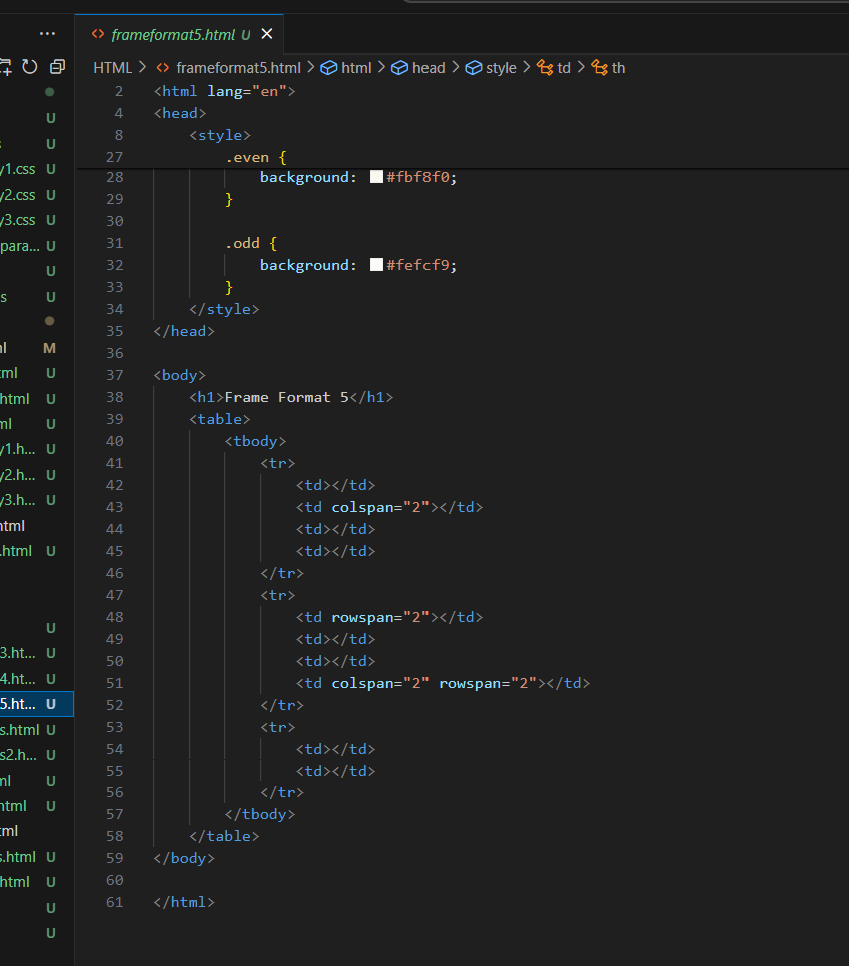 frameformat5.html U
HTML > frameformat5.html > html > head > style > td > th
2 <html lang="en">
4 <head>
8 <style>
27 .even {
28 background: #fbf8f0;
29 }
30
31 .odd {
32 background: #fefcf9;
33 }
34 </style>
35 </head>
36
37 <body>
38 <h1>Frame Format 5</h1>
39 <table>
40 <tbody>
41 <tr>
42 <td></td>
43 <td colspan="2"></td>
44 <td></td>
45 <td></td>
46 </tr>
47 <tr>
48 <td rowspan="2"></td>
49 <td></td>
50 <td></td>
51 <td colspan="2" rowspan="2"></td>
52 </tr>
53 <tr>
54 <td></td>
55 <td></td>
56 </tr>
57 </tbody>
58 </table>
59 </body>
60
61 </html>
U
U
y1.css U
y2.css U
y3.css U
para... U
U
s U
ml M
ml U
html U
ml U
y1.h... U
y2.h... U
y3.h... U
html
.html U
U
3.ht... U
4.ht... U
5.ht... U
s.html U
s2.h... U
ml U
html U
ml
s.html U
html U
U
U